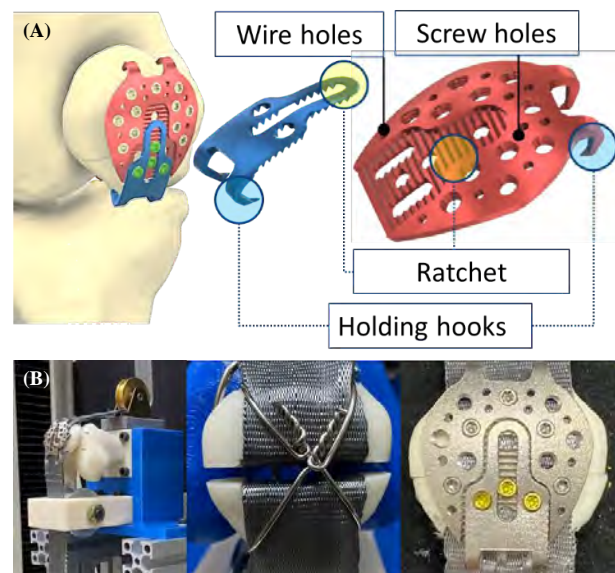 (A)
Wire holes
Screw holes
Ratchet
Holding hooks
(B)